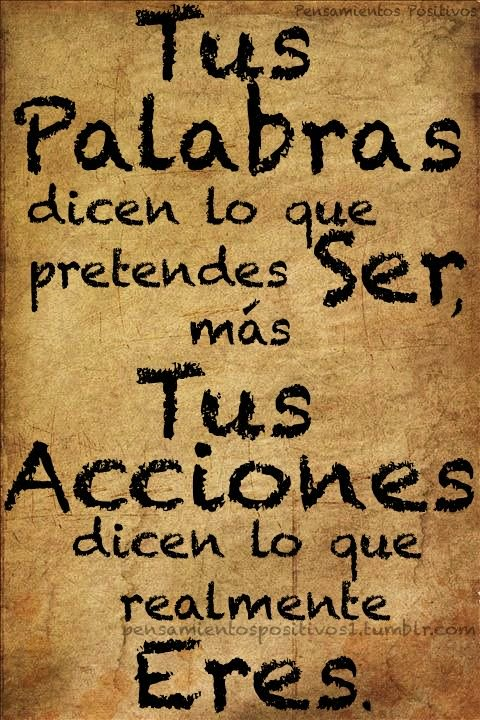 Pensamientos Positivos
Tus
Palabras
dicen lo que
pretendes Ser,
más
Tus
Acciones
dicen lo que
realmente
pensamientospositivos1.tumblr.com
Eres.